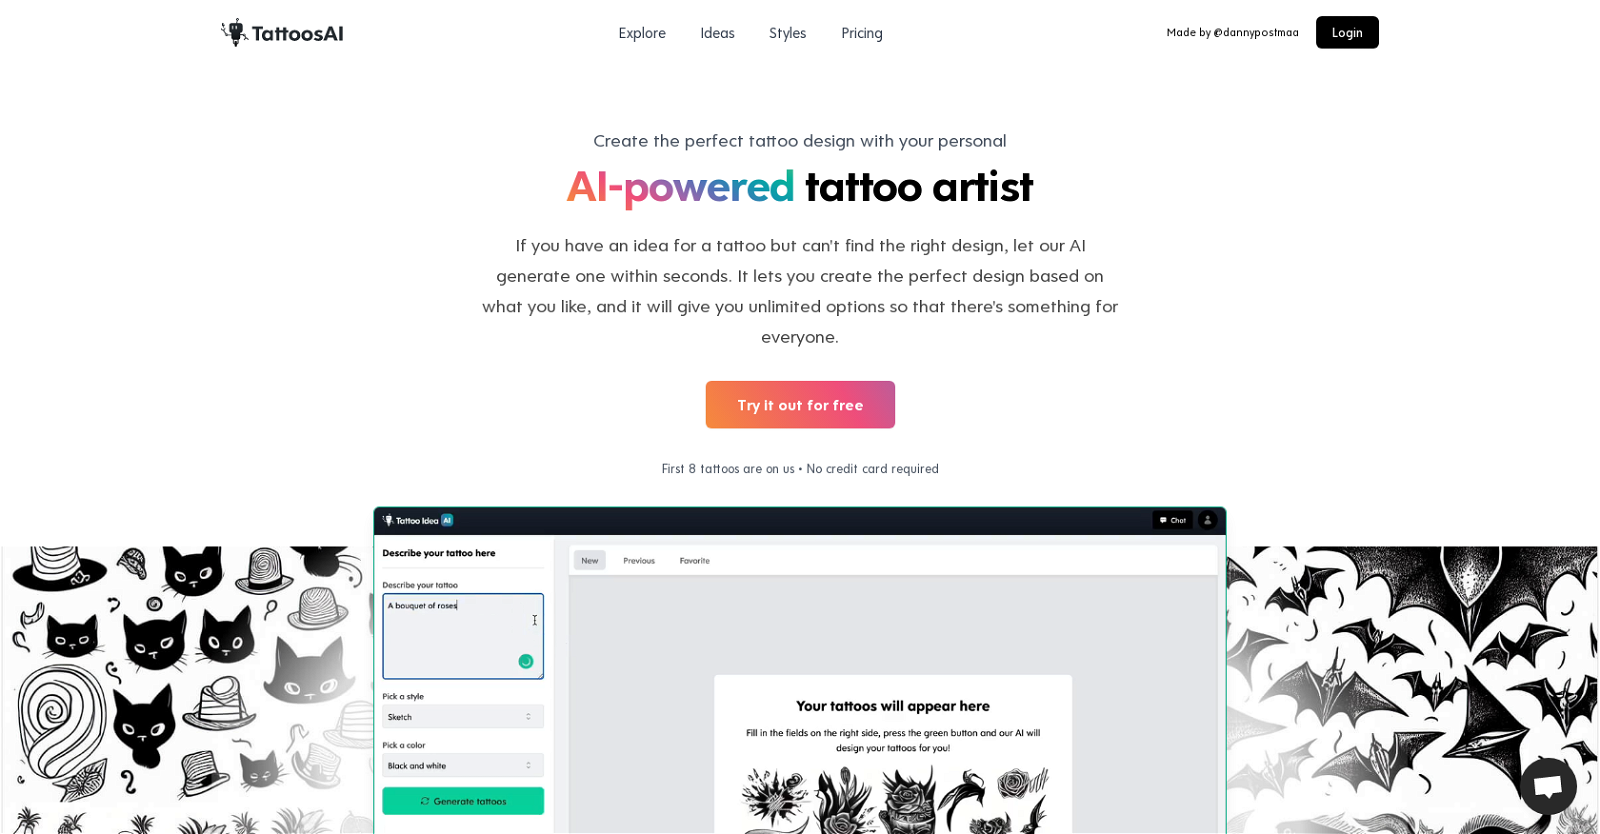 TattoosAI
Explore
Ideas
Styles
Pricing
Made by @dannypostmaa
Login
Create the perfect tattoo design with your personal
AI-powered tattoo artist
If you have an idea for a tattoo but can't find the right design, let our AI
generate one within seconds. It lets you create the perfect design based on
what you like, and it will give you unlimited options so that there's something for
everyone.
Try it out for free
First 8 tattoos are on us • No credit card required
Tattoo Idea AI
Chat
Describe your tattoo here
Describe your tattoo
A bouquet of roses
Pick a style
Sketch
Pick a color
Black and white
Generate tattoos
New
Previous
Favorite
Your tattoos will appear here
Fill in the fields on the right side, press the green button and our AI will
design your tattoos for you!